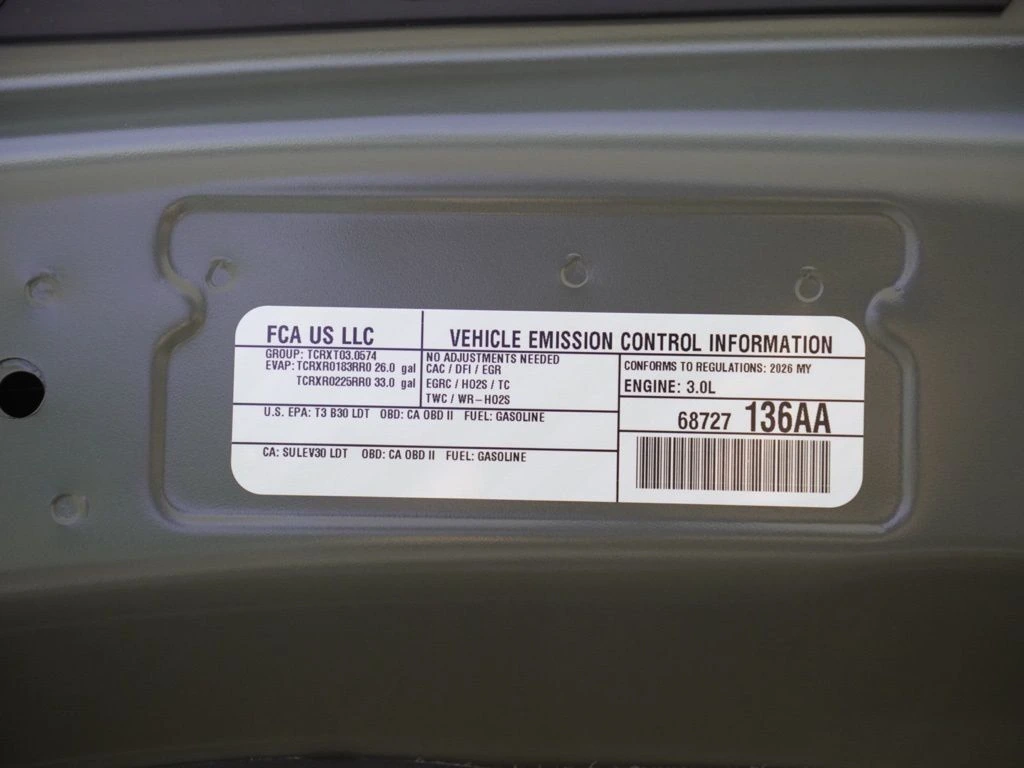 FCA US LLC
VEHICLE EMISSION CONTROL INFORMATION
GROUP: TCRXT03.0574
EVAP: TCRXR0183RR0 26.0 gal
TCRXR0225RR0 33.0 gal
NO ADJUSTMENTS NEEDED
CAC / DFI / EGR
EGRC / HO2S / TC
TWC / WR-HO2S
CONFORMS TO REGULATIONS: 2026 MY
ENGINE: 3.0L
U.S. EPA: T3 B30 LDT OBD: CA OBD II FUEL: GASOLINE
68727 136AA
CA: SULEV30 LDT OBD: CA OBD II FUEL: GASOLINE